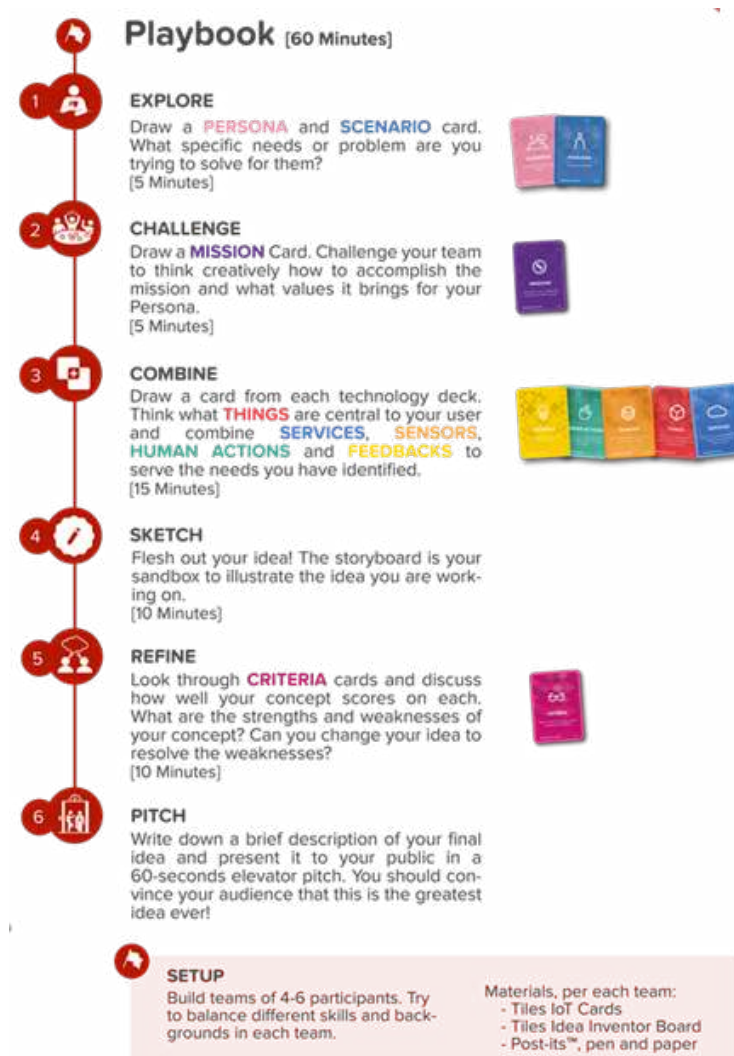 Playbook [60 Minutes]
1
EXPLORE
Draw a PERSONA and SCENARIO card.
What specific needs or problem are you
trying to solve for them?
[5 Minutes]
2
CHALLENGE
Draw a MISSION Card. Challenge your team
to think creatively how to accomplish the
mission and what values it brings for your
Persona.
[5 Minutes]
3
COMBINE
Draw a card from each technology deck.
Think what THINGS are central to your user
and combine SERVICES, SENSORS,
HUMAN ACTIONS and FEEDBACKS to
serve the needs you have identified.
[15 Minutes]
4
SKETCH
Flesh out your idea! The storyboard is your
sandbox to illustrate the idea you are work-
ing on.
[10 Minutes]
5
REFINE
Look through CRITERIA cards and discuss
how well your concept scores on each.
What are the strengths and weaknesses of
your concept? Can you change your idea to
resolve the weaknesses?
[10 Minutes]
6
PITCH
Write down a brief description of your final
idea and present it to your public in a
60-seconds elevator pitch. You should con-
vince your audience that this is the greatest
idea ever!
SETUP
Build teams of 4-6 participants. Try
to balance different skills and back-
grounds in each team.
Materials, per each team:
- Tiles IoT Cards
- Tiles Idea Inventor Board
- Post-its™, pen and paper